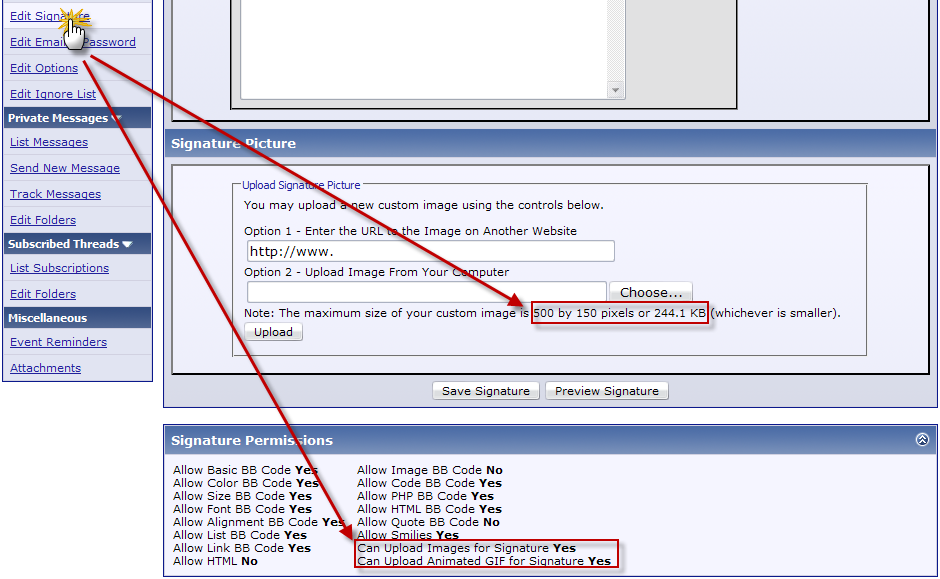 Edit Signature
Edit Email Password
Edit Options
Edit Ignore List
Private Messages
List Messages
Send New Message
Track Messages
Edit Folders
Subscribed Threads
List Subscriptions
Edit Folders
Miscellaneous
Event Reminders
Attachments
Signature Picture
Upload Signature Picture
You may upload a new custom image using the controls below.
Option 1 - Enter the URL to the Image on Another Website
http://www.
Option 2 - Upload Image From Your Computer
Choose...
Note: The maximum size of your custom image is 500 by 150 pixels or 244.1 KB (whichever is smaller).
Upload
Save Signature
Preview Signature
Signature Permissions
Allow Basic BB Code Yes
Allow Color BB Code Yes
Allow Size BB Code Yes
Allow Font BB Code Yes
Allow Alignment BB Code Yes
Allow List BB Code Yes
Allow Link BB Code Yes
Allow HTML No
Allow Image BB Code No
Allow Code BB Code Yes
Allow PHP BB Code Yes
Allow HTML BB Code Yes
Allow Quote BB Code No
Allow Smilies Yes
Can Upload Images for Signature Yes
Can Upload Animated GIF for Signature Yes